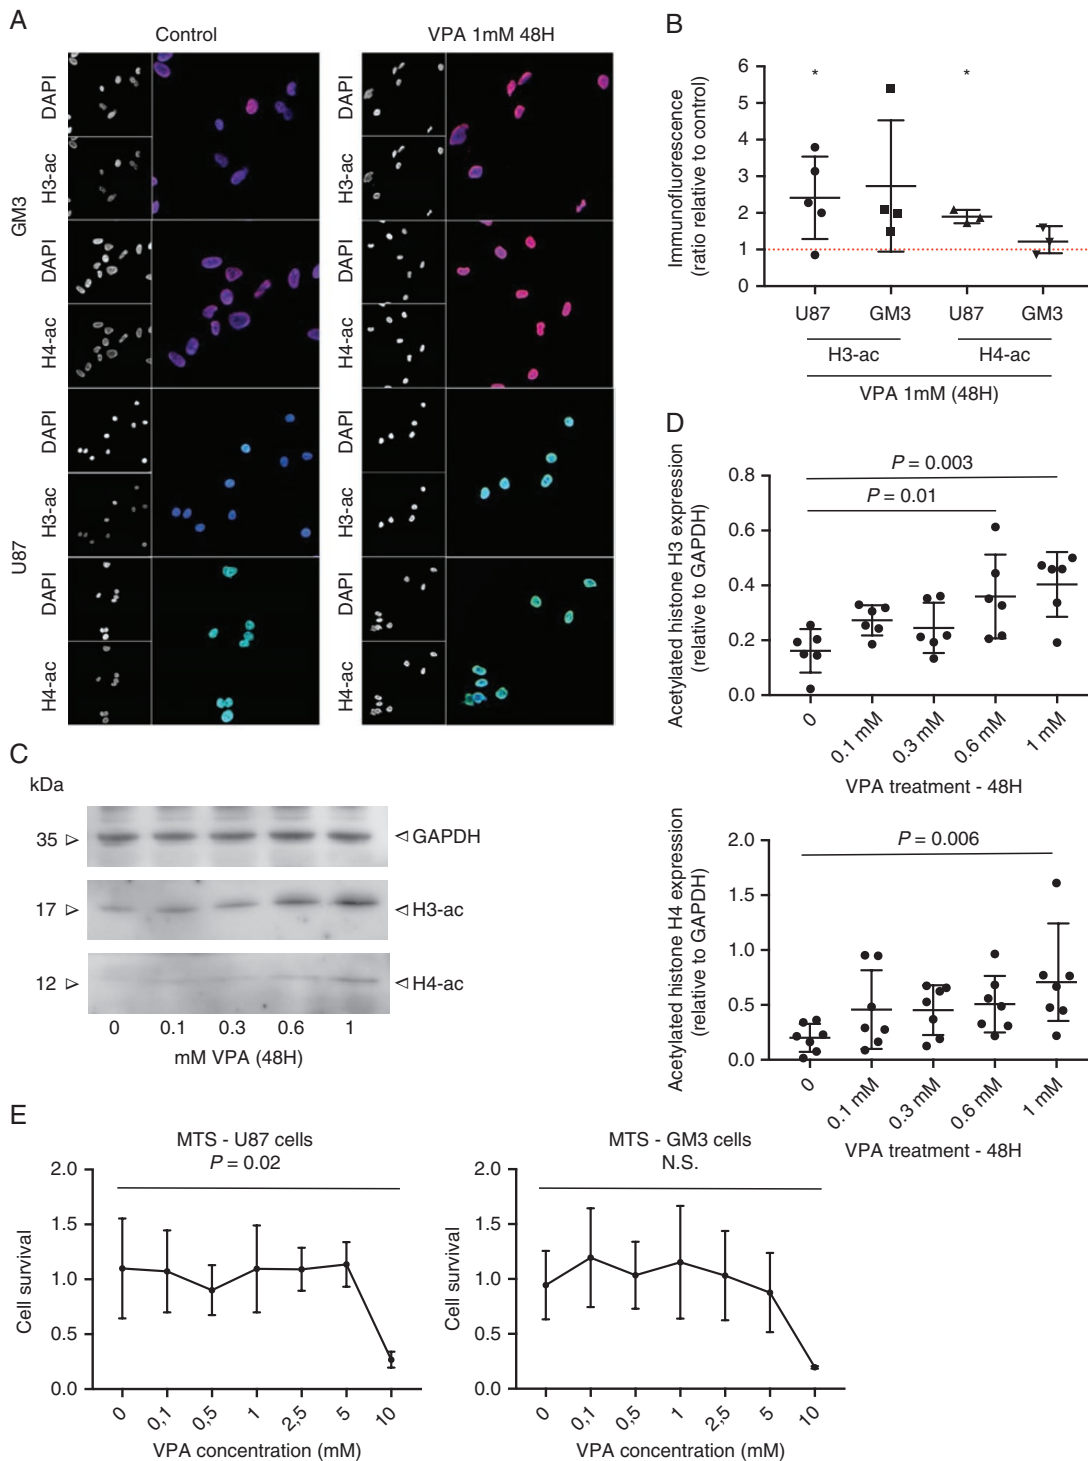 A
Control
VPA 1mM 48H
GM3
DAPI
H3-ac
DAPI
H4-ac
U87
DAPI
H3-ac
DAPI
H4-ac
DAPI
H3-ac
DAPI
H4-ac
DAPI
H3-ac
DAPI
H4-ac
B
Immunofluorescence
(ratio relative to control)
6
5
4
3
2
1
0
*
*
U87
GM3
U87
GM3
H3-ac
H4-ac
VPA 1mM (48H)
C
kDa
35
GAPDH
17
H3-ac
12
H4-ac
0
0.1
0.3
0.6
1
mM VPA (48H)
D
Acetylated histone H3 expression
(relative to GAPDH)
0.8
0.6
0.4
0.2
0.0
P = 0.003
P = 0.01
0
0.1 mM
0.3 mM
0.6 mM
1 mM
VPA treatment - 48H
Acetylated histone H4 expression
(relative to GAPDH)
2.0
1.5
1.0
0.5
0.0
P = 0.006
0
0.1 mM
0.3 mM
0.6 mM
1 mM
VPA treatment - 48H
E
MTS - U87 cells
P = 0.02
Cell survival
2.0
1.5
1.0
0.5
0.0
0
0,1
0,5
1
2,5
5
10
VPA concentration (mM)
MTS - GM3 cells
N.S.
Cell survival
2.0
1.5
1.0
0.5
0.0
0
0,1
0,5
1
2,5
5
10
VPA concentration (mM)